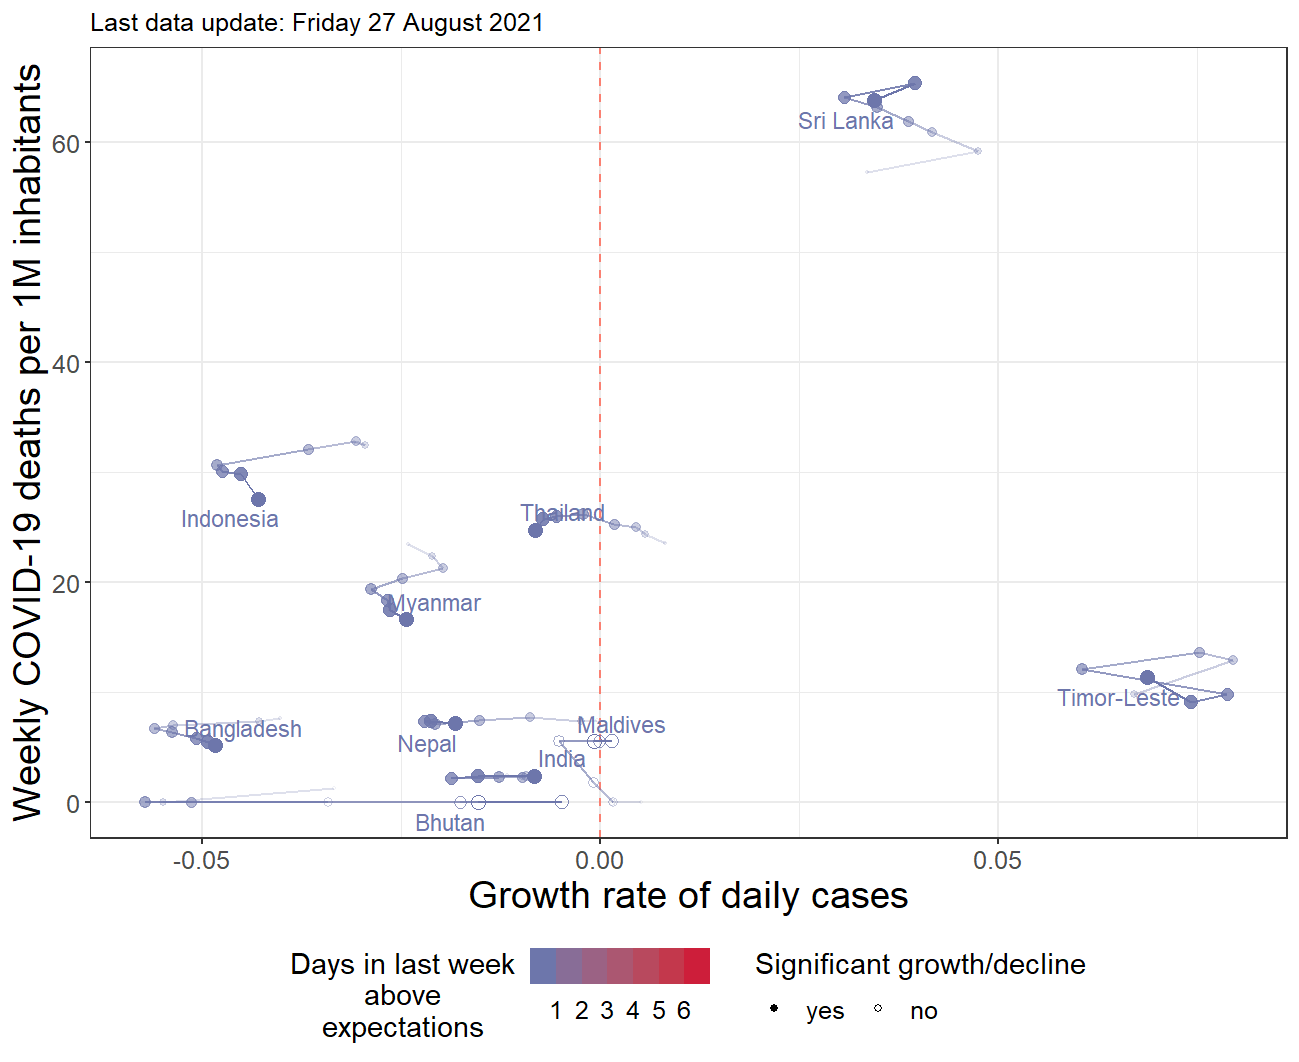 Last data update: Friday 27 August 2021
Weekly COVID-19 deaths per 1M inhabitants
60
40
20
0
Sri Lanka
Indonesia
Thailand
Myanmar
Timor-Leste
Bangladesh
Nepal
Maldives
India
Bhutan
-0.05
0.00
0.05
Growth rate of daily cases
Days in last week
above
expectations
1 2 3 4 5 6
Significant growth/decline
yes
no